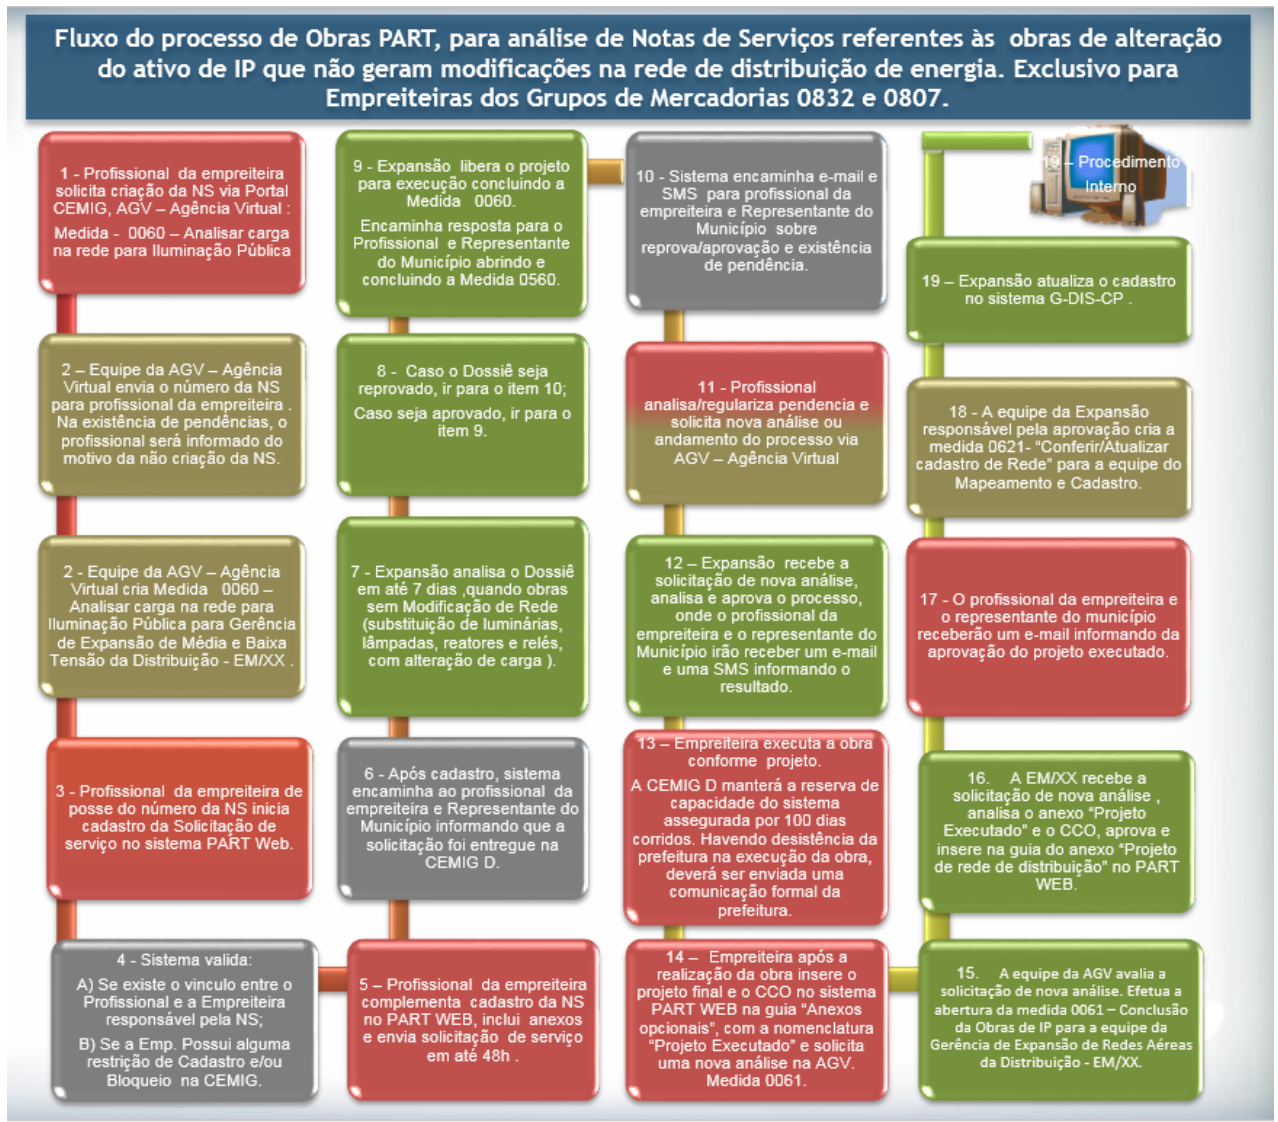 Fluxo do processo de Obras PART, para análise de Notas de Serviços referentes às obras de alteração
do ativo de IP que não geram modificações na rede de distribuição de energia. Exclusivo para
Empreiteiras dos Grupos de Mercadorias 0832 e 0807.
1 - Profissional da empreiteira
solicita criação da NS via Portal
CEMIG, AGV – Agência Virtual :
Medida - 0060 – Analisar carga
na rede para Iluminação Pública
2 – Equipe da AGV – Agência
Virtual envia o número da NS
para profissional da empreiteira .
Na existência de pendências, o
profissional será informado do
motivo da não criação da NS.
2 - Equipe da AGV – Agência
Virtual cria Medida 0060 –
Analisar carga na rede para
Iluminação Pública para Gerência
de Expansão de Média e Baixa
Tensão da Distribuição - EM/XX .
3 - Profissional da empreiteira de
posse do número da NS inicia
cadastro da Solicitação de
serviço no sistema PART Web.
4 - Sistema valida:
A) Se existe o vinculo entre o
Profissional e a Empreiteira
responsável pela NS;
B) Se a Emp. Possui alguma
restrição de Cadastro e/ou
Bloqueio na CEMIG.
5 – Profissional da empreiteira
complementa cadastro da NS
no PART WEB, inclui anexos
e envia solicitação de serviço
em até 48h .
6 - Após cadastro, sistema
encaminha ao profissional da
empreiteira e Representante do
Município informando que a
solicitação foi entregue na
CEMIG D.
7 - Expansão analisa o Dossiê
em até 7 dias ,quando obras
sem Modificação de Rede
(substituição de luminárias,
lâmpadas, reatores e relés,
com alteração de carga ).
8 - Caso o Dossiê seja
reprovado, ir para o item 10;
Caso seja aprovado, ir para o
item 9.
9 - Expansão libera o projeto
para execução concluindo a
Medida 0060.
Encaminha resposta para o
Profissional e Representante
do Município abrindo e
concluindo a Medida 0560.
10 - Sistema encaminha e-mail e
SMS para profissional da
empreiteira e Representante do
Município sobre
reprova/aprovação e existência
de pendência.
11 - Profissional
analisa/regulariza pendencia e
solicita nova análise ou
andamento do processo via
AGV – Agência Virtual
12 – Expansão recebe a
solicitação de nova análise,
analisa e aprova o processo,
onde o profissional da
empreiteira e o representante do
Município irão receber um e-mail
e uma SMS informando o
resultado.
13 – Empreiteira executa a obra
conforme projeto.
A CEMIG D manterá a reserva de
capacidade do sistema
assegurada por 100 dias
corridos. Havendo desistência da
prefeitura na execução da obra,
deverá ser enviada uma
comunicação formal da
prefeitura.
14 – Empreiteira após a
realização da obra insere o
projeto final e o CCO no sistema
PART WEB na guia “Anexos
opcionais”, com a nomenclatura
“Projeto Executado” e solicita
uma nova análise na AGV.
Medida 0061.
15. A equipe da AGV avalia a
solicitação de nova análise. Efetua a
abertura da medida 0061 – Conclusão
da Obras de IP para a equipe da
Gerência de Expansão de Redes Aéreas
da Distribuição - EM/XX.
16. A EM/XX recebe a
solicitação de nova análise ,
analisa o anexo “Projeto
Executado” e o CCO, aprova e
insere na guia do anexo “Projeto
de rede de distribuição” no PART
WEB.
17 - O profissional da empreiteira e
o representante do município
receberão um e-mail informando da
aprovação do projeto executado.
18 - A equipe da Expansão
responsável pela aprovação cria a
medida 0621- “Conferir/Atualizar
cadastro de Rede” para a equipe do
Mapeamento e Cadastro.
19 – Expansão atualiza o cadastro
no sistema G-DIS-CP .
19 – Procedimento
Interno